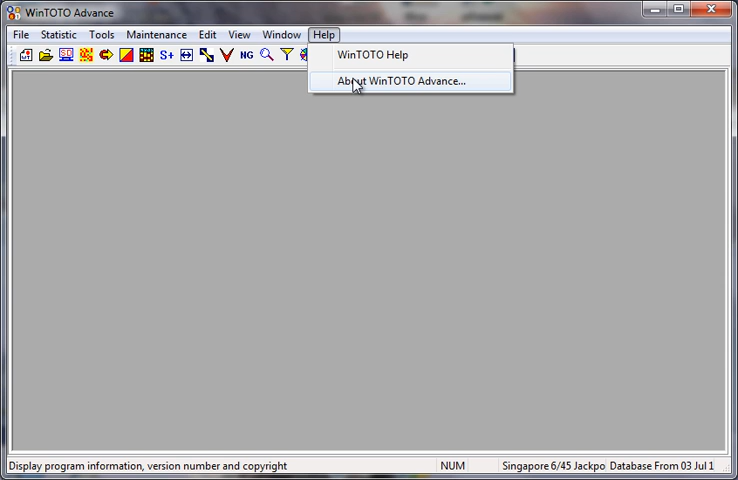 WinTOTO Advance
File Statistic Tools Maintenance Edit View Window Help
S+ NG
WinTOTO Help
About WinTOTO Advance...
Display program information, version number and copyright NUM Singapore 6/45 Jackpo Database From 03 Jul 1